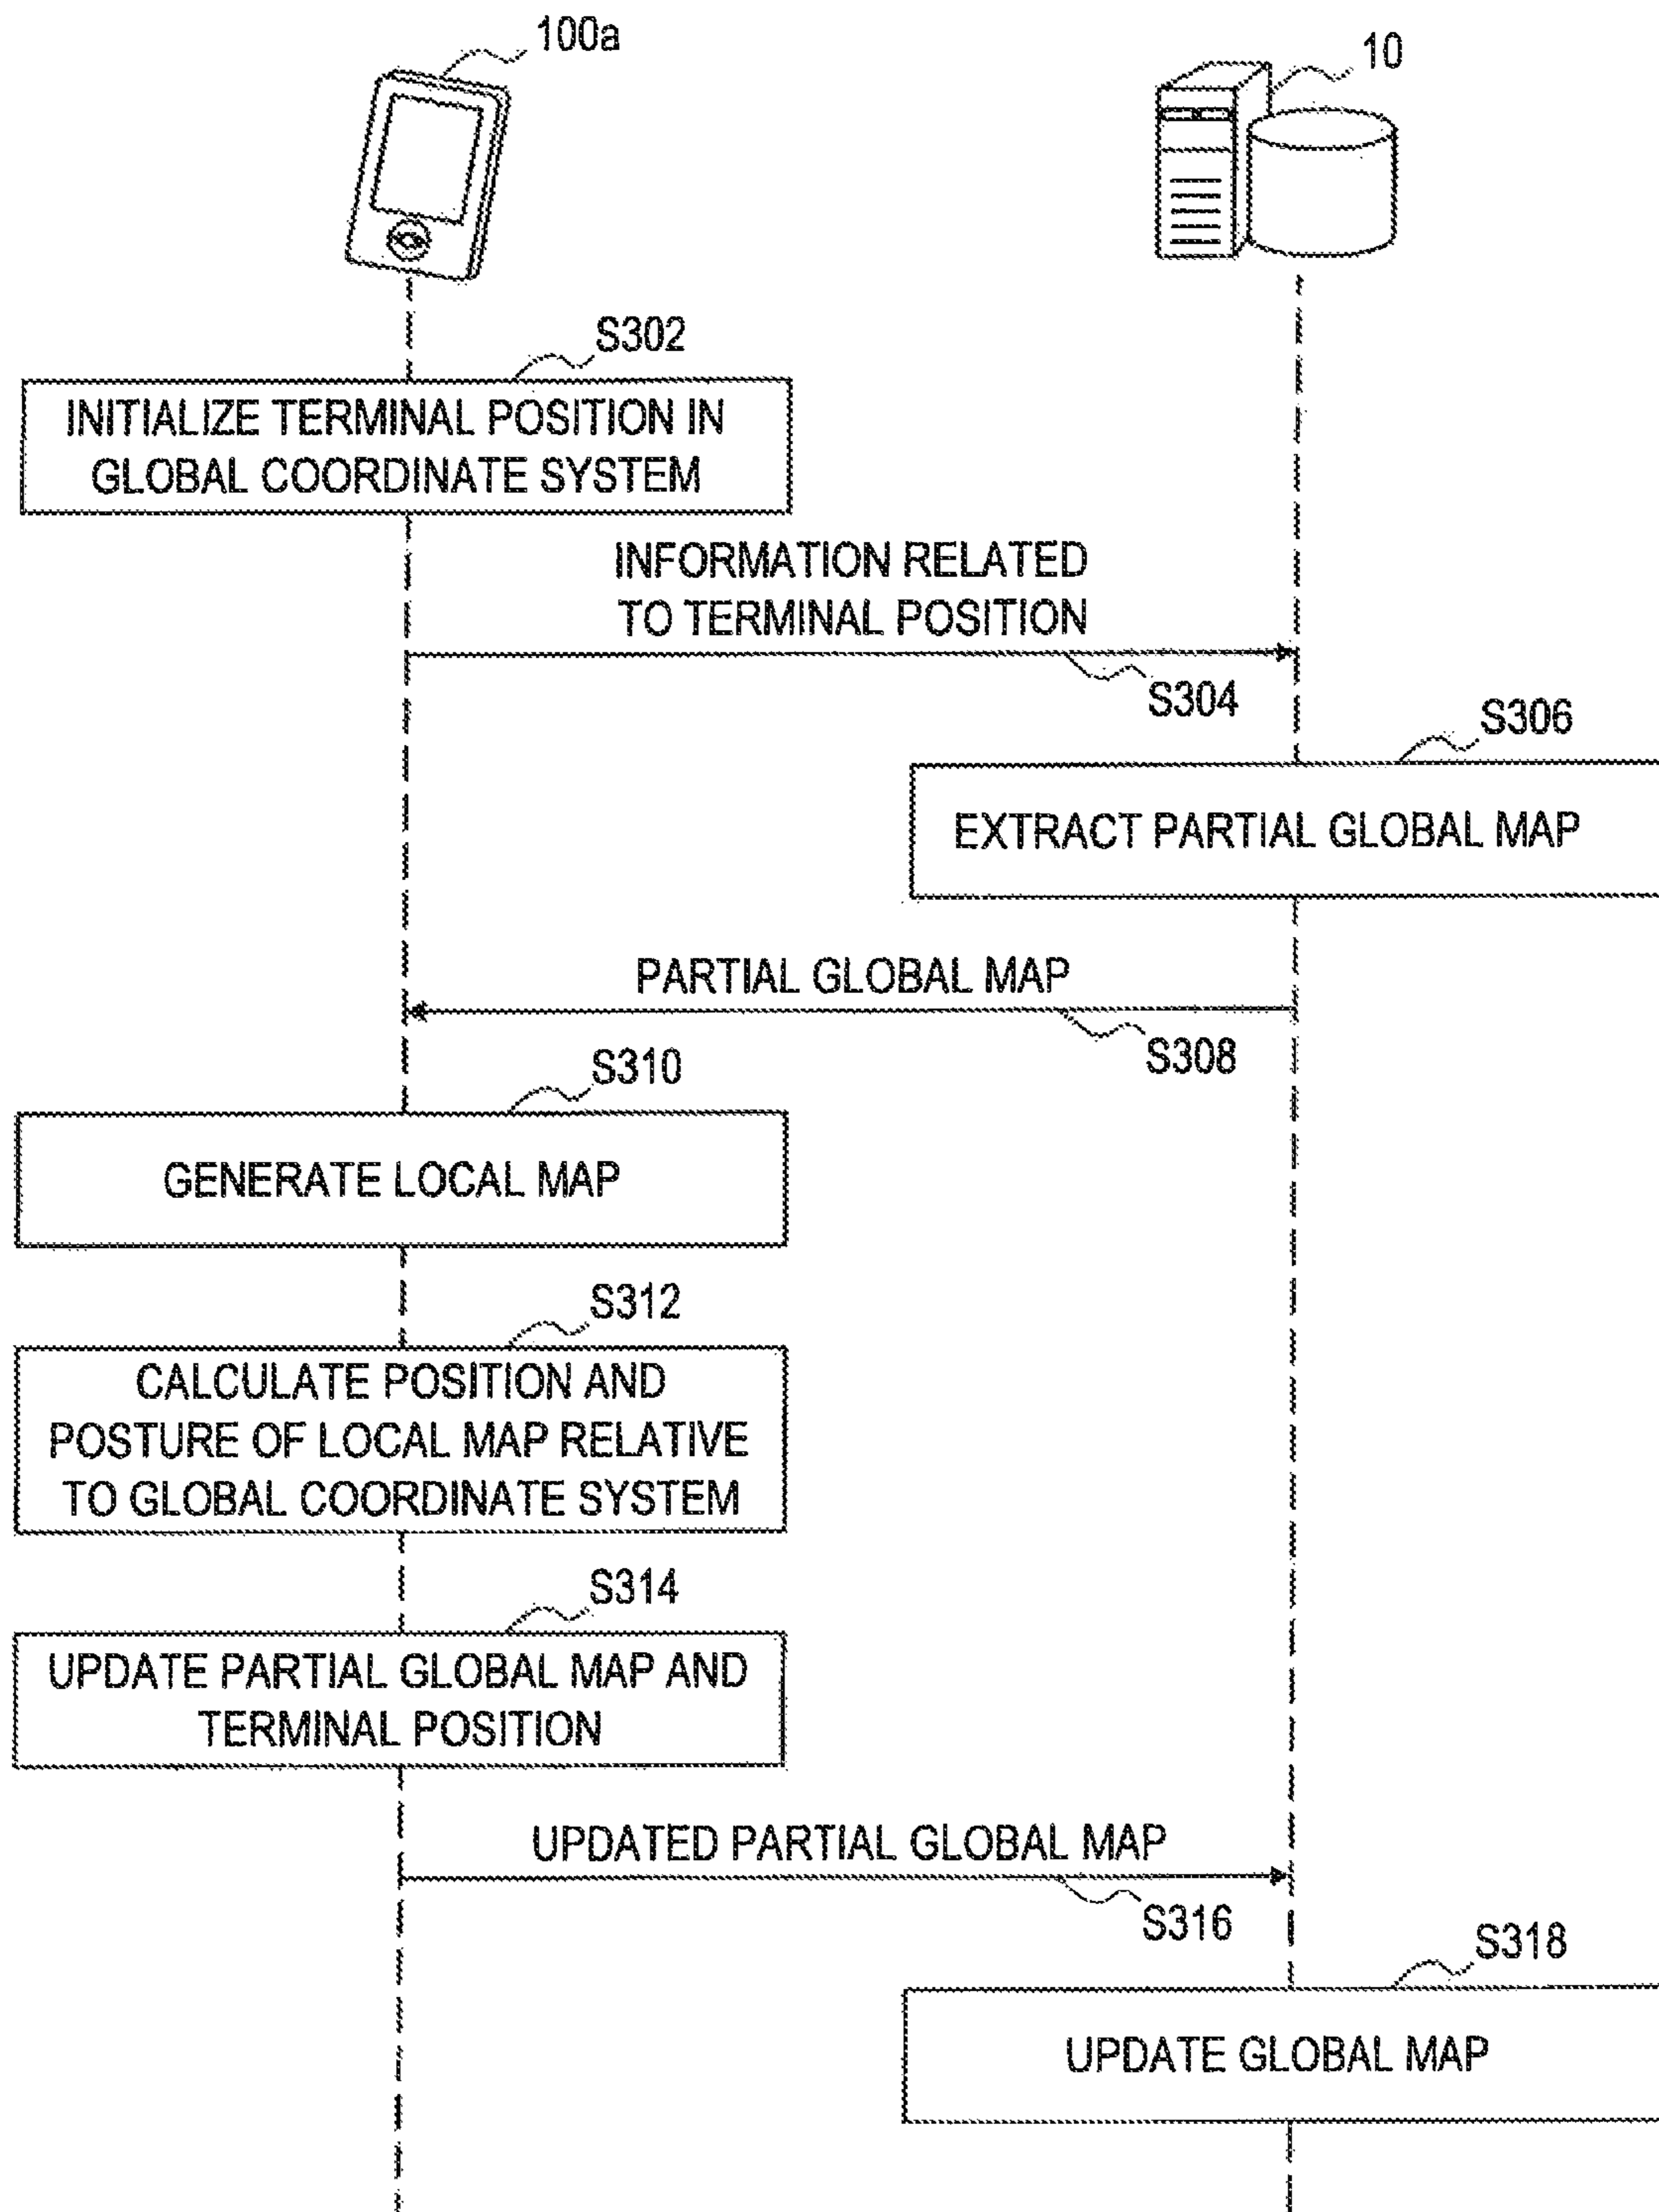 100a
10
S302
INITIALIZE TERMINAL POSITION IN
GLOBAL COORDINATE SYSTEM
INFORMATION RELATED
TO TERMINAL POSITION
S304
S306
EXTRACT PARTIAL GLOBAL MAP
PARTIAL GLOBAL MAP
S308
S310
GENERATE LOCAL MAP
S312
CALCULATE POSITION AND
POSTURE OF LOCAL MAP RELATIVE
TO GLOBAL COORDINATE SYSTEM
S314
UPDATE PARTIAL GLOBAL MAP AND
TERMINAL POSITION
UPDATED PARTIAL GLOBAL MAP
S316
S318
UPDATE GLOBAL MAP